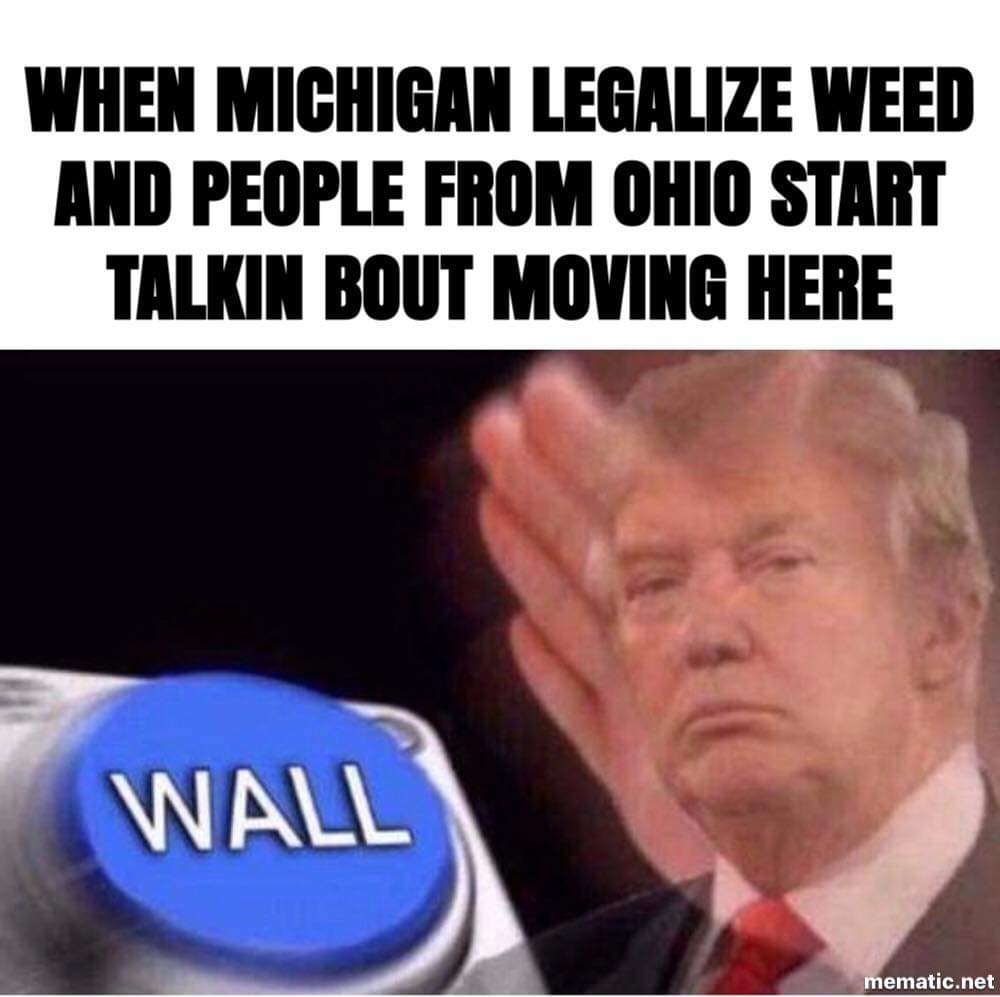 WHEN MICHIGAN LEGALIZE WEED
AND PEOPLE FROM OHIO START
TALKIN BOUT MOVING HERE
WALL
mematic.net